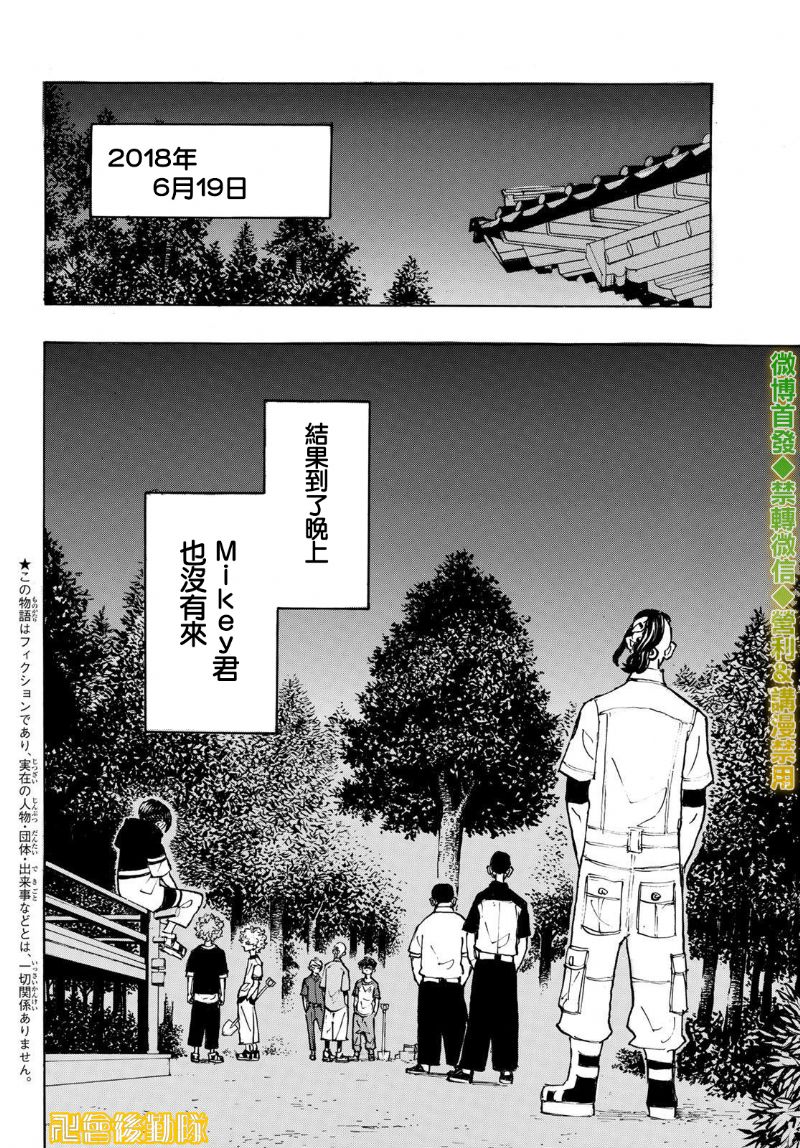 2018年
6月19日
結果到了晚上
Mikey君
也沒有來
微博首發◆禁轉微信◆營利&講漫禁用
★この物語はフィクションであり、実在の人物・団体・出来事などとは、一切関係ありません。
卍會後勤隊